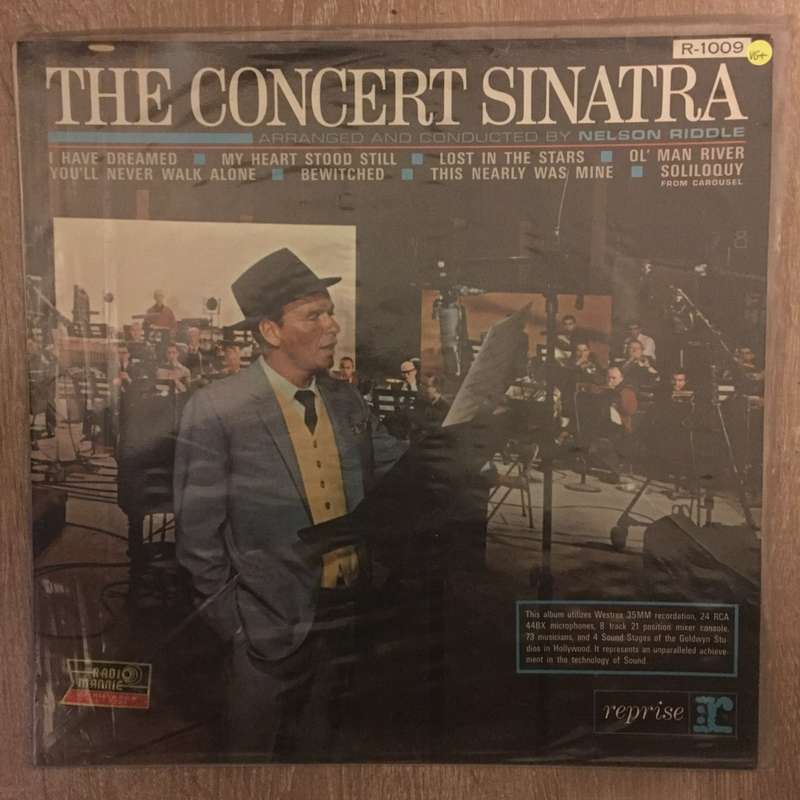 R-1009
VG+
THE CONCERT SINATRA
ARRANGED AND CONDUCTED BY NELSON RIDDLE
I HAVE DREAMED ■ MY HEART STOOD STILL ■ LOST IN THE STARS ■ OL' MAN RIVER
YOU'LL NEVER WALK ALONE ■ BEWITCHED ■ THIS NEARLY WAS MINE ■ SOLILOQUY
FROM CAROUSEL
This album utilizes Westrex 35MM recordation, 24 RCA
44BX microphones, 8 track 21 position mixer console,
73 musicians, and 4 Sound Stages of the Goldwyn Stu-
dios in Hollywood. It represents an unparalleled achieve-
ment in the technology of Sound.
RADIO
MANNIE
reprise r